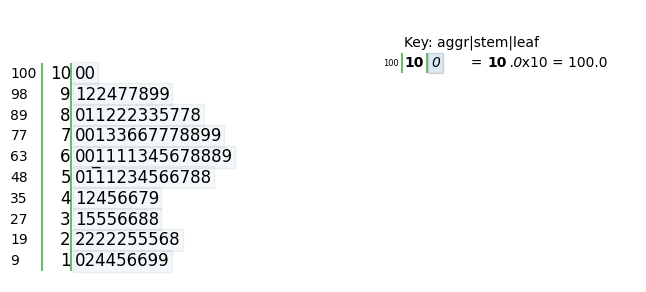 Key: aggr|stem|leaf
100 10 0 = 10 .0x10 = 100.0
100 10 00
98 9 122477899
89 8 011222335778
77 7 00133667778899
63 6 001111345678889
48 5 0111234566788
35 4 12456679
27 3 15556688
19 2 2222255568
9 1 024456699